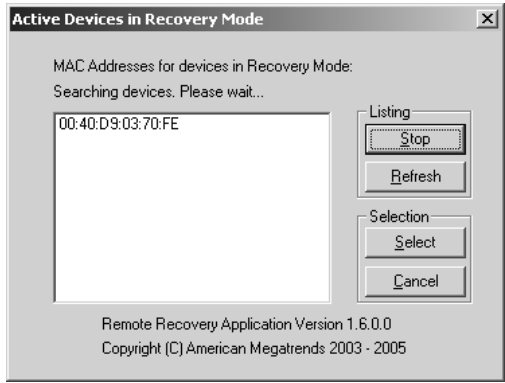 Active Devices in Recovery Mode
MAC Addresses for devices in Recovery Mode:
Searching devices. Please wait...
00:40:D9:03:70:FE
Listing
Stop
Refresh
Selection
Select
Cancel
Remote Recovery Application Version 1.6.0.0
Copyright (C) American Megatrends 2003 - 2005